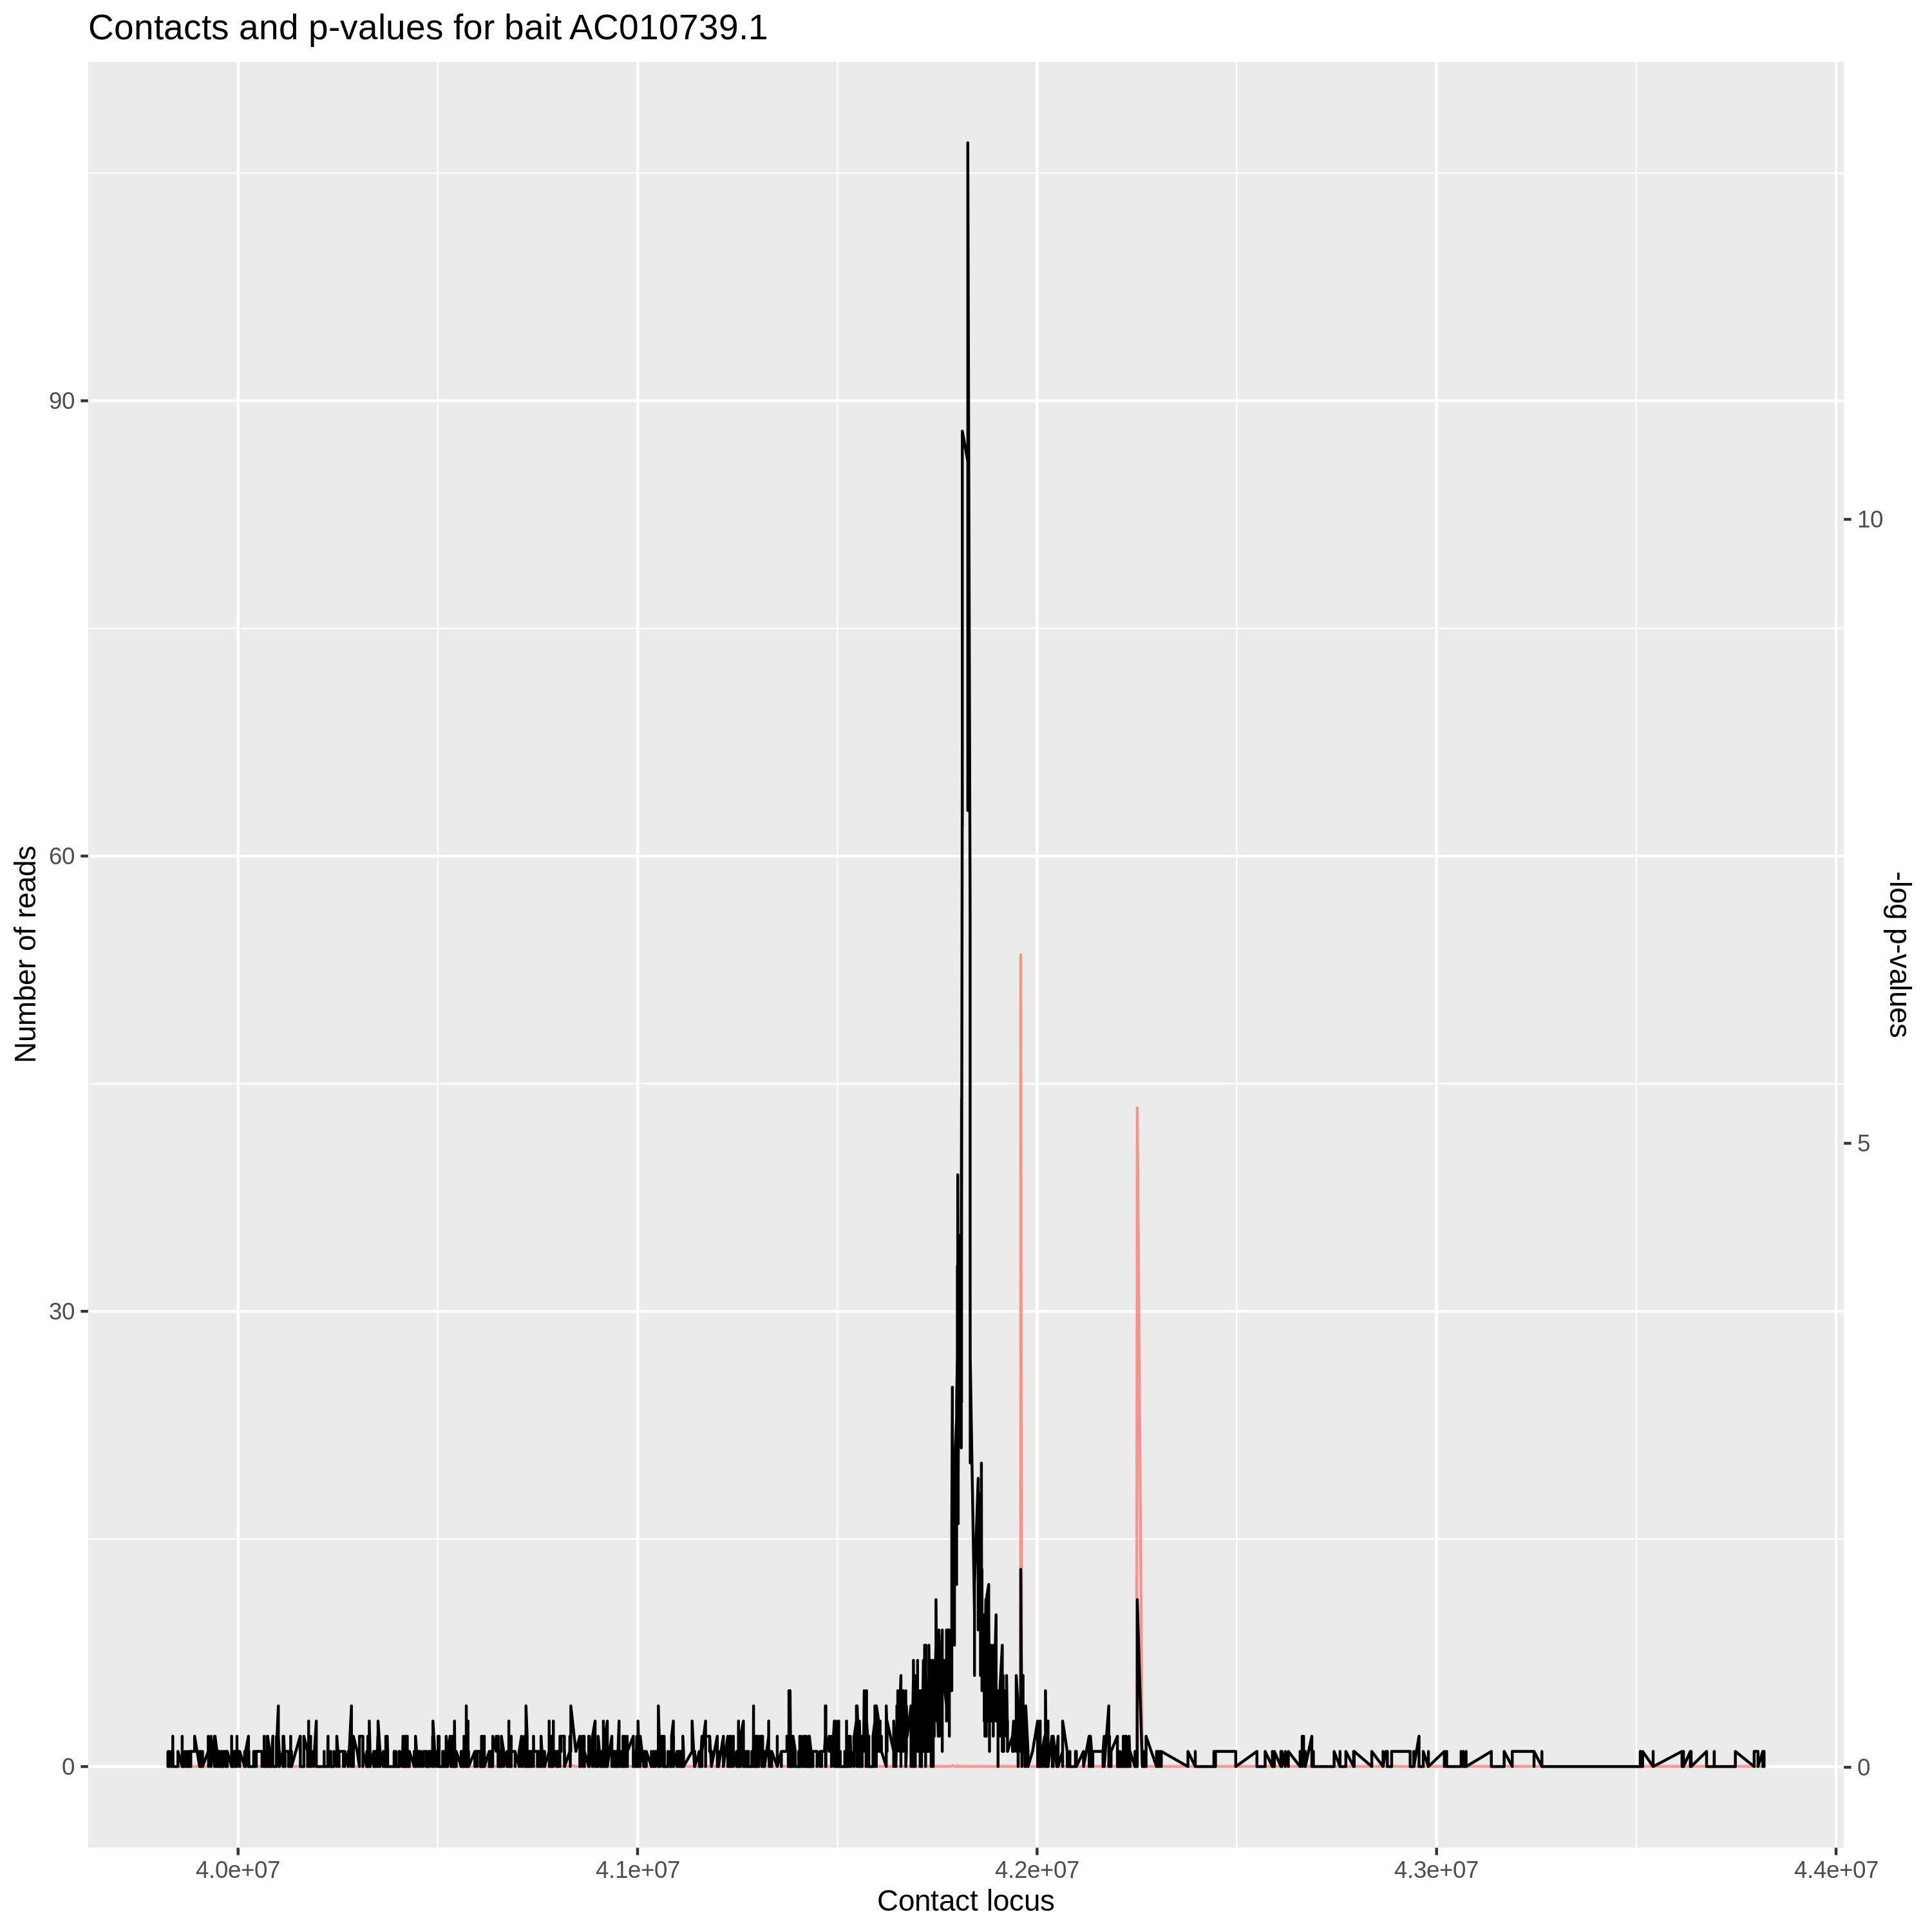 Contacts and p-values for bait AC010739.1
90
60
30
0
Number of reads
10
5
0
-log p-values
4.0e+07
4.1e+07
4.2e+07
4.3e+07
4.4e+07
Contact locus